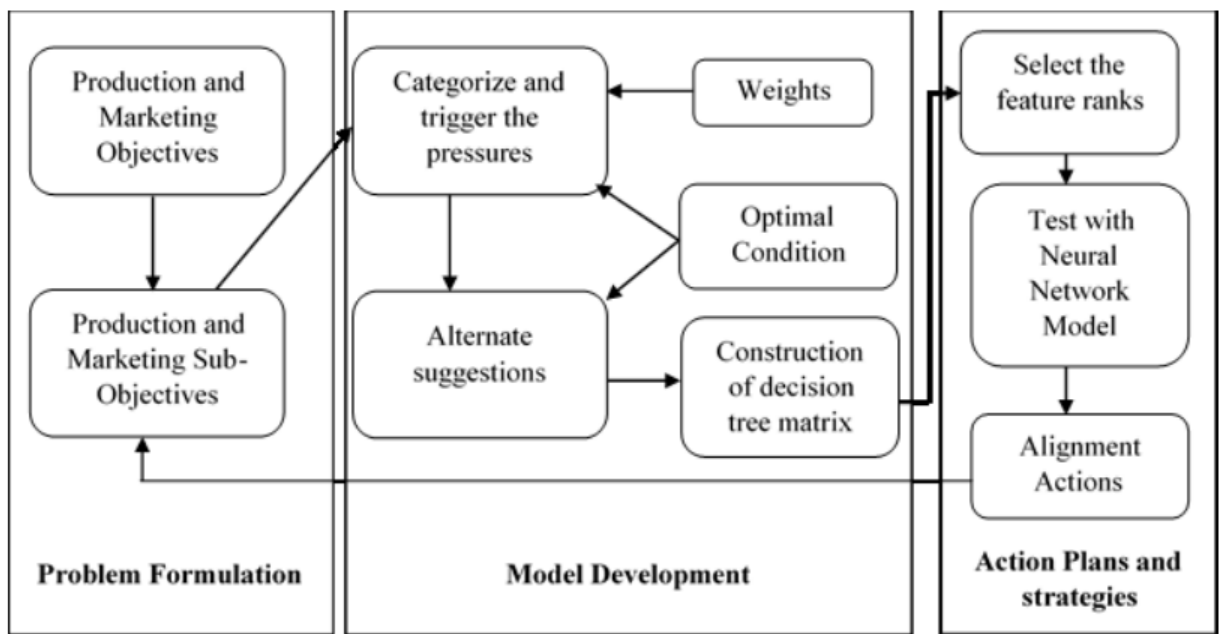 Production and
Marketing
Objectives
Production and
Marketing Sub-
Objectives
Problem Formulation
Categorize and
trigger the
pressures
Weights
Optimal
Condition
Alternate
suggestions
Construction
of decision
tree matrix
Model Development
Select the
feature ranks
Test with
Neural
Network
Model
Alignment
Actions
Action Plans and
strategies